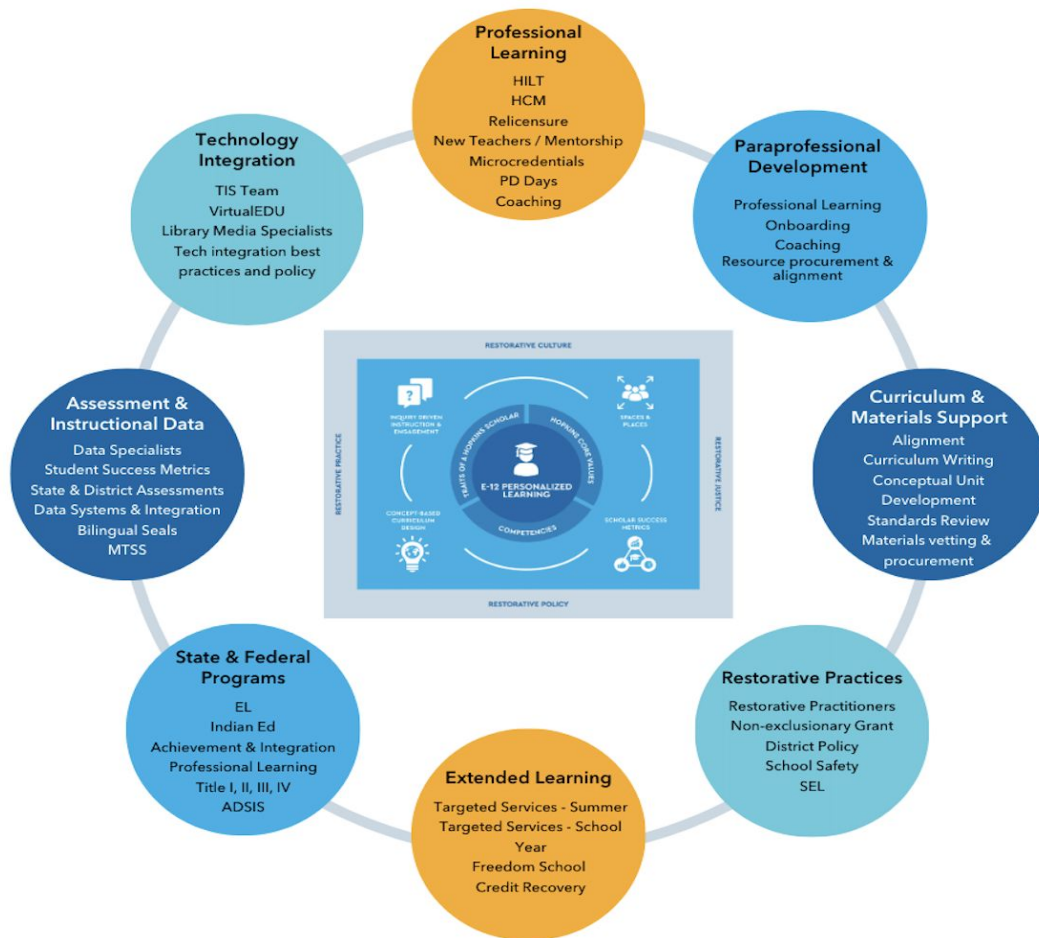 Professional
Learning
HILT
HCM
Relicensure
New Teachers / Mentorship
Microcredentials
PD Days
Coaching
Paraprofessional
Development
Professional Learning
Onboarding
Coaching
Resource procurement &
alignment
Curriculum &
Materials Support
Alignment
Curriculum Writing
Conceptual Unit
Development
Standards Review
Materials vetting &
procurement
Restorative Practices
Restorative Practitioners
Non-exclusionary Grant
District Policy
School Safety
SEL
Extended Learning
Targeted Services - Summer
Targeted Services - School
Year
Freedom School
Credit Recovery
State & Federal
Programs
EL
Indian Ed
Achievement & Integration
Professional Learning
Title I, II, III, IV
ADSIS
Assessment &
Instructional Data
Data Specialists
Student Success Metrics
State & District Assessments
Data Systems & Integration
Bilingual Seals
MTSS
Technology
Integration
TIS Team
VirtualEDU
Library Media Specialists
Tech integration best
practices and policy
RESTORATIVE CULTURE
RESTORATIVE PRACTICE
RESTORATIVE JUSTICE
RESTORATIVE POLICY
?
INQUIRY DRIVEN
INSTRUCTION &
ENGAGEMENT
SPACES &
PLACES
TRAITS OF A HOPKINS SCHOLAR
HOPKINS CORE VALUES
E-12 PERSONALIZED
LEARNING
COMPETENCIES
CONCEPT-BASED
CURRICULUM
DESIGN
SCHOLAR SUCCESS
METRICS